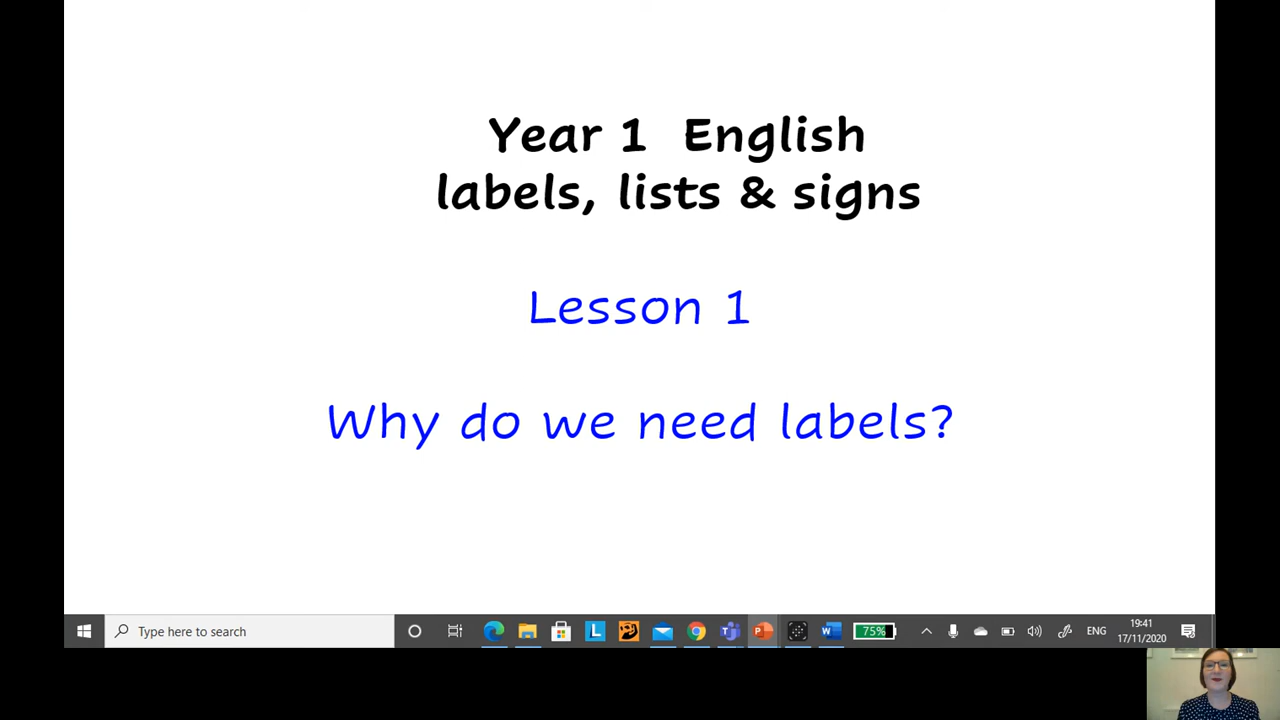 Year 1 English
labels, lists & signs
Lesson 1
Why do we need labels?
Type here to search
75%
ENG
19:41
17/11/2020